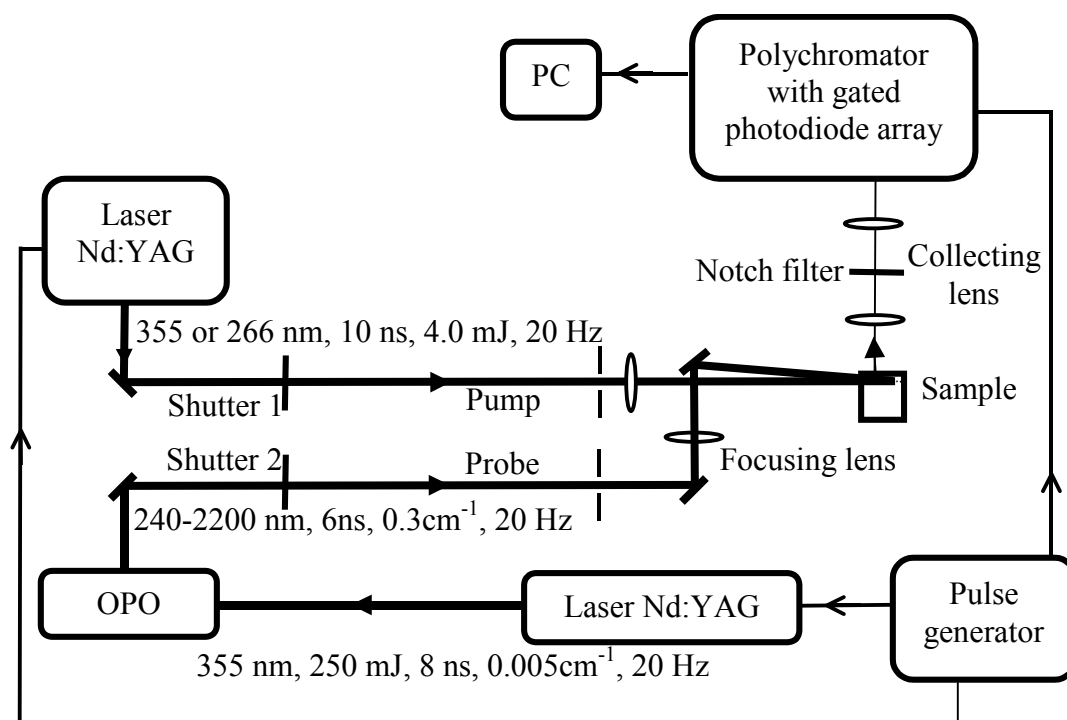 PC
Polychromator
with gated
photodiode array
Laser
Nd:YAG
Notch filter
Collecting
lens
355 or 266 nm, 10 ns, 4.0 mJ, 20 Hz
Shutter 1
Pump
Sample
Shutter 2
Probe
Focusing lens
240-2200 nm, 6ns, 0.3cm⁻¹, 20 Hz
OPO
Laser Nd:YAG
Pulse
generator
355 nm, 250 mJ, 8 ns, 0.005cm⁻¹, 20 Hz